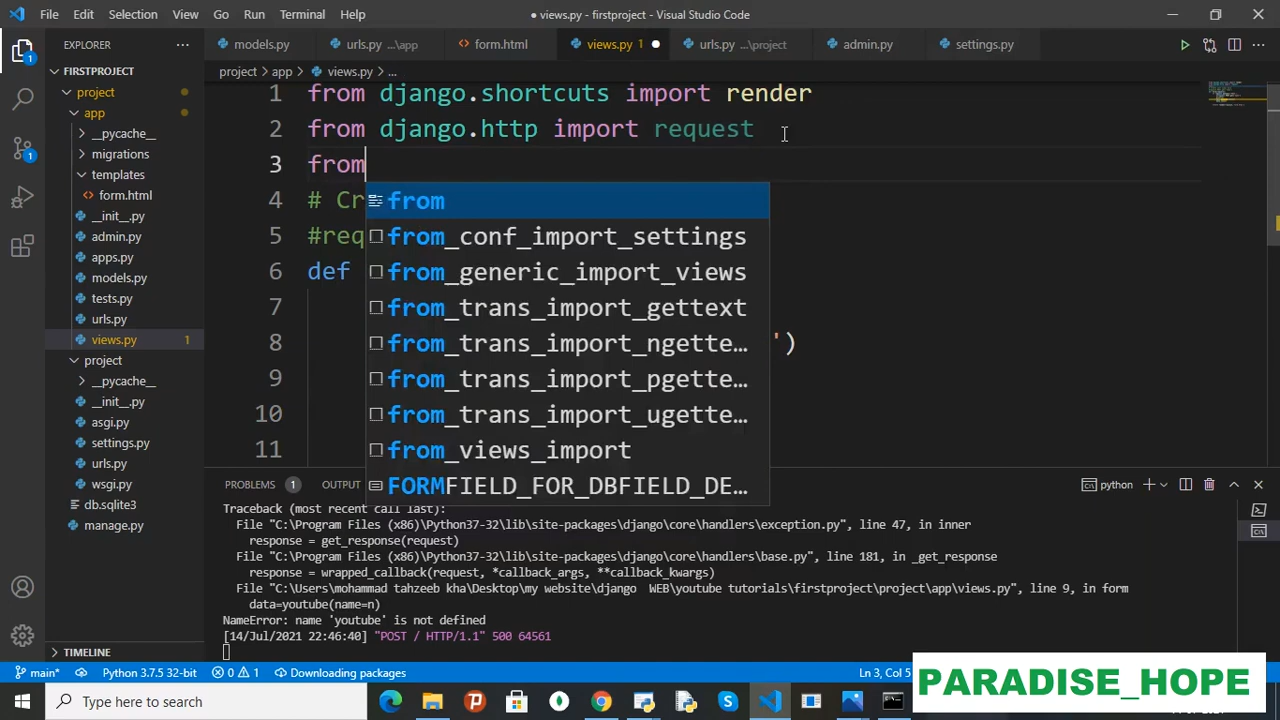 File Edit Selection View Go Run Terminal Help
● views.py - firstproject - Visual Studio Code
EXPLORER
FIRSTPROJECT
project
app
__pycache__
migrations
templates
form.html
__init__.py
admin.py
apps.py
models.py
tests.py
urls.py
views.py 1
project
__pycache__
__init__.py
asgi.py
settings.py
urls.py
wsgi.py
db.sqlite3
manage.py
TIMELINE
models.py urls.py ...\app form.html views.py 1 ● urls.py ...\project admin.py settings.py
project > app > views.py > ...
1 from django.shortcuts import render
2 from django.http import request
3 from
4 # Cr
5 #req
6 def
7
8 ')
9
10
11
from
from_conf_import_settings
from_generic_import_views
from_trans_import_gettext
from_trans_import_ngette…
from_trans_import_pgette…
from_trans_import_ugette…
from_views_import
FORMFIELD_FOR_DBFIELD_DE…
PROBLEMS 1 OUTPUT python
Traceback (most recent call last):
File "C:\Program Files (x86)\Python37-32\lib\site-packages\django\core\handlers\exception.py", line 47, in inner
response = get_response(request)
File "C:\Program Files (x86)\Python37-32\lib\site-packages\django\core\handlers\base.py", line 181, in _get_response
response = wrapped_callback(request, *callback_args, **callback_kwargs)
File "C:\Users\mohammad tahzeeb kha\Desktop\my website\django WEB\youtube tutorials\firstproject\project\app\views.py", line 9, in form
data=youtube(name=n)
NameError: name 'youtube' is not defined
[14/Jul/2021 22:46:40] "POST / HTTP/1.1" 500 64561
main* Python 3.7.5 32-bit 0 1 Downloading packages Ln 3, Col 5
Type here to search
PARADISE_HOPE